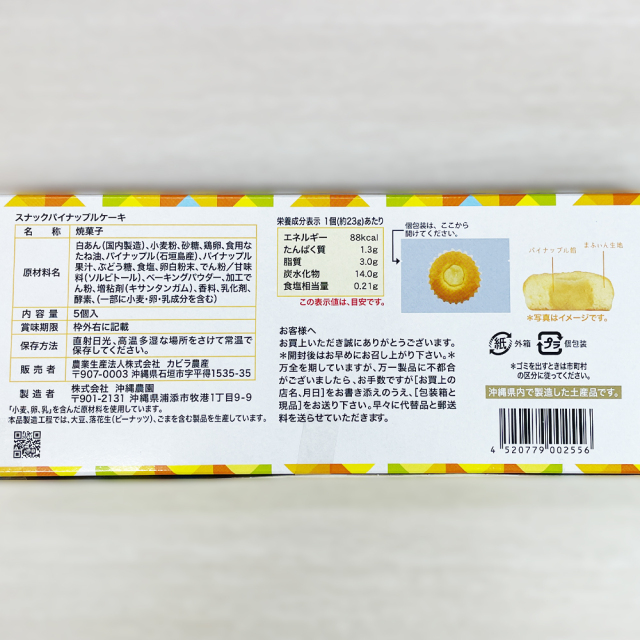 スナックパイナップルケーキ
名　称　焼菓子
原材料名　白あん(国内製造)、小麦粉、砂糖、鶏卵、食用なたね油、パイナップル(石垣島産)、パイナップル果汁、ぶどう糖、食塩、卵白粉末、でん粉／甘味料(ソルビトール)、ベーキングパウダー、加工でん粉、増粘剤(キサンタンガム)、香料、乳化剤、酵素、(一部に小麦・卵・乳成分を含む)
内 容 量　5個入
賞味期限　枠外右に記載
保存方法　直射日光、高温多湿な場所をさけて常温で保存してください。
販 売 者　農業生産法人株式会社 カビラ農産
〒907-0003 沖縄県石垣市字平得1535-35
製 造 者　株式会社 沖縄農園
〒901-2131 沖縄県浦添市牧港1丁目9-9
「小麦、卵、乳」を含んだ原材料を使用しています。
本品製造工程では、大豆、落花生(ピーナッツ)、ごまを含む製品を生産しています。
栄養成分表示 1個(約23g)あたり
エネルギー　88kcal
たんぱく質　1.3g
脂質　3.0g
炭水化物　14.0g
食塩相当量　0.21g
この表示値は、目安です。
個包装は、ここから
開けてください。
お客様へ
お買上いただき誠にありがとうございます。
*開封後はお早めにお召し上がり下さい。*
万全を期していますが、万一製品に不都合がございましたら、お手数ですが[お買上の店名、月日]をお書き添えのうえ、[包装箱と現品]をお送り下さい。早々に代替品と郵送料を送らせていただきます。
パイナップル餡
まふぃん生地
*写真はイメージです。
紙 外箱 プラ 個包装
*ゴミを出すときは市町村
の区分に従ってください。
沖縄県内で製造した土産品です。
4 520779 002556